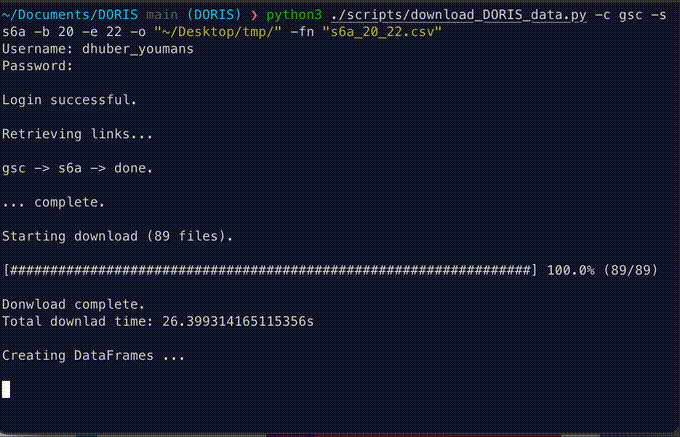 ~/Documents/DORIS main (DORIS) ❯ python3 ./scripts/download_DORIS_data.py -c gsc -s
s6a -b 20 -e 22 -o "~/Desktop/tmp/" -fn "s6a_20_22.csv"
Username: dhuber_youmans
Password:
Login successful.
Retrieving links...
gsc -> s6a -> done.
... complete.
Starting download (89 files).
[#################################################################] 100.0% (89/89)
Donwload complete.
Total downlad time: 26.399314165115356s
Creating DataFrames ...